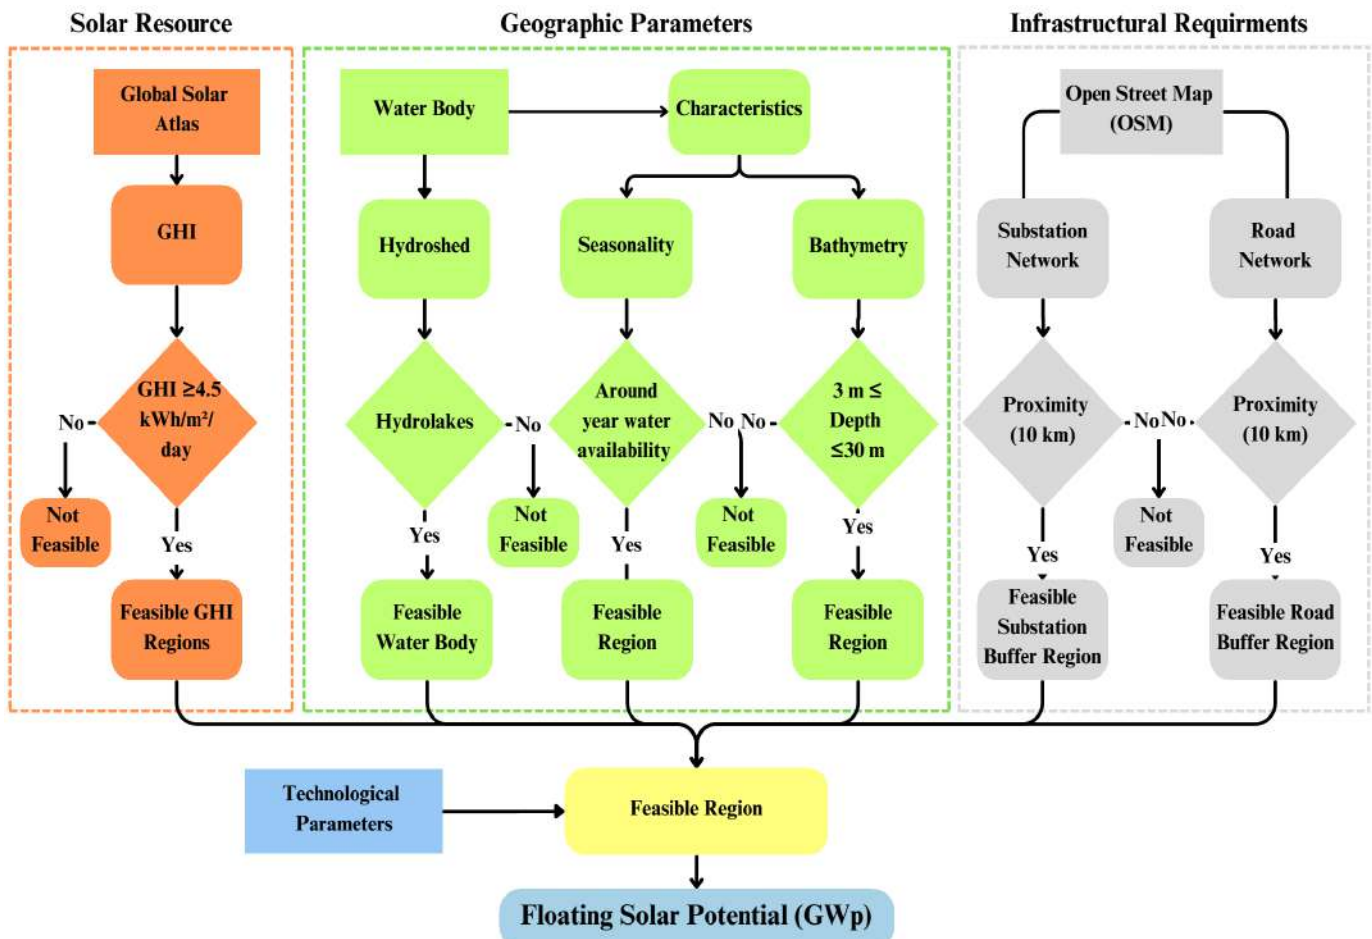 Solar Resource
Geographic Parameters
Infrastructural Requirments
Global Solar
Atlas
Water Body
Characteristics
Open Street Map
(OSM)
GHI
Hydroshed
Seasonality
Bathymetry
Substation
Network
Road
Network
GHI ≥4.5
kWh/m²/
day
Hydrolakes
Around
year water
availability
3 m ≤
Depth
≤30 m
Proximity
(10 km)
Proximity
(10 km)
No
No
No
No
No
No
Not
Feasible
Not
Feasible
Not
Feasible
Not
Feasible
Yes
Yes
Yes
Yes
Yes
Yes
Feasible GHI
Regions
Feasible
Water Body
Feasible
Region
Feasible
Region
Feasible
Substation
Buffer Region
Feasible Road
Buffer Region
Technological
Parameters
Feasible Region
Floating Solar Potential (GWp)